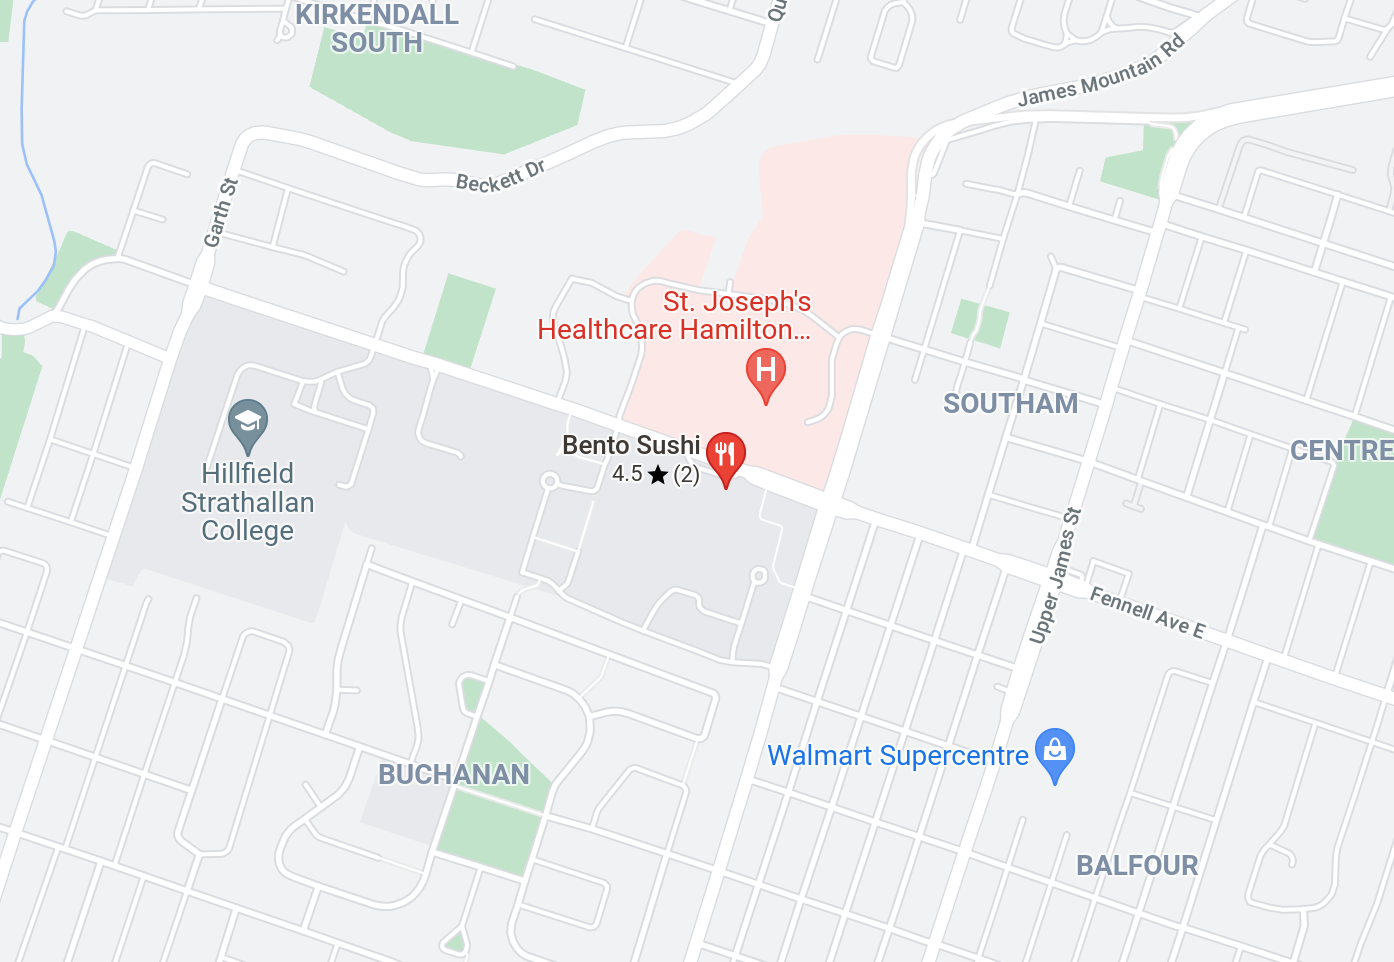 KIRKENDALL
SOUTH
Qu
James Mountain Rd
Beckett Dr
Garth St
St. Joseph's
Healthcare Hamilton...
H
SOUTHAM
Bento Sushi
4.5★(2)
CENTRE
Hillfield
Strathallan
College
Upper James St
Fennell Ave E
Walmart Supercentre
BUCHANAN
BALFOUR